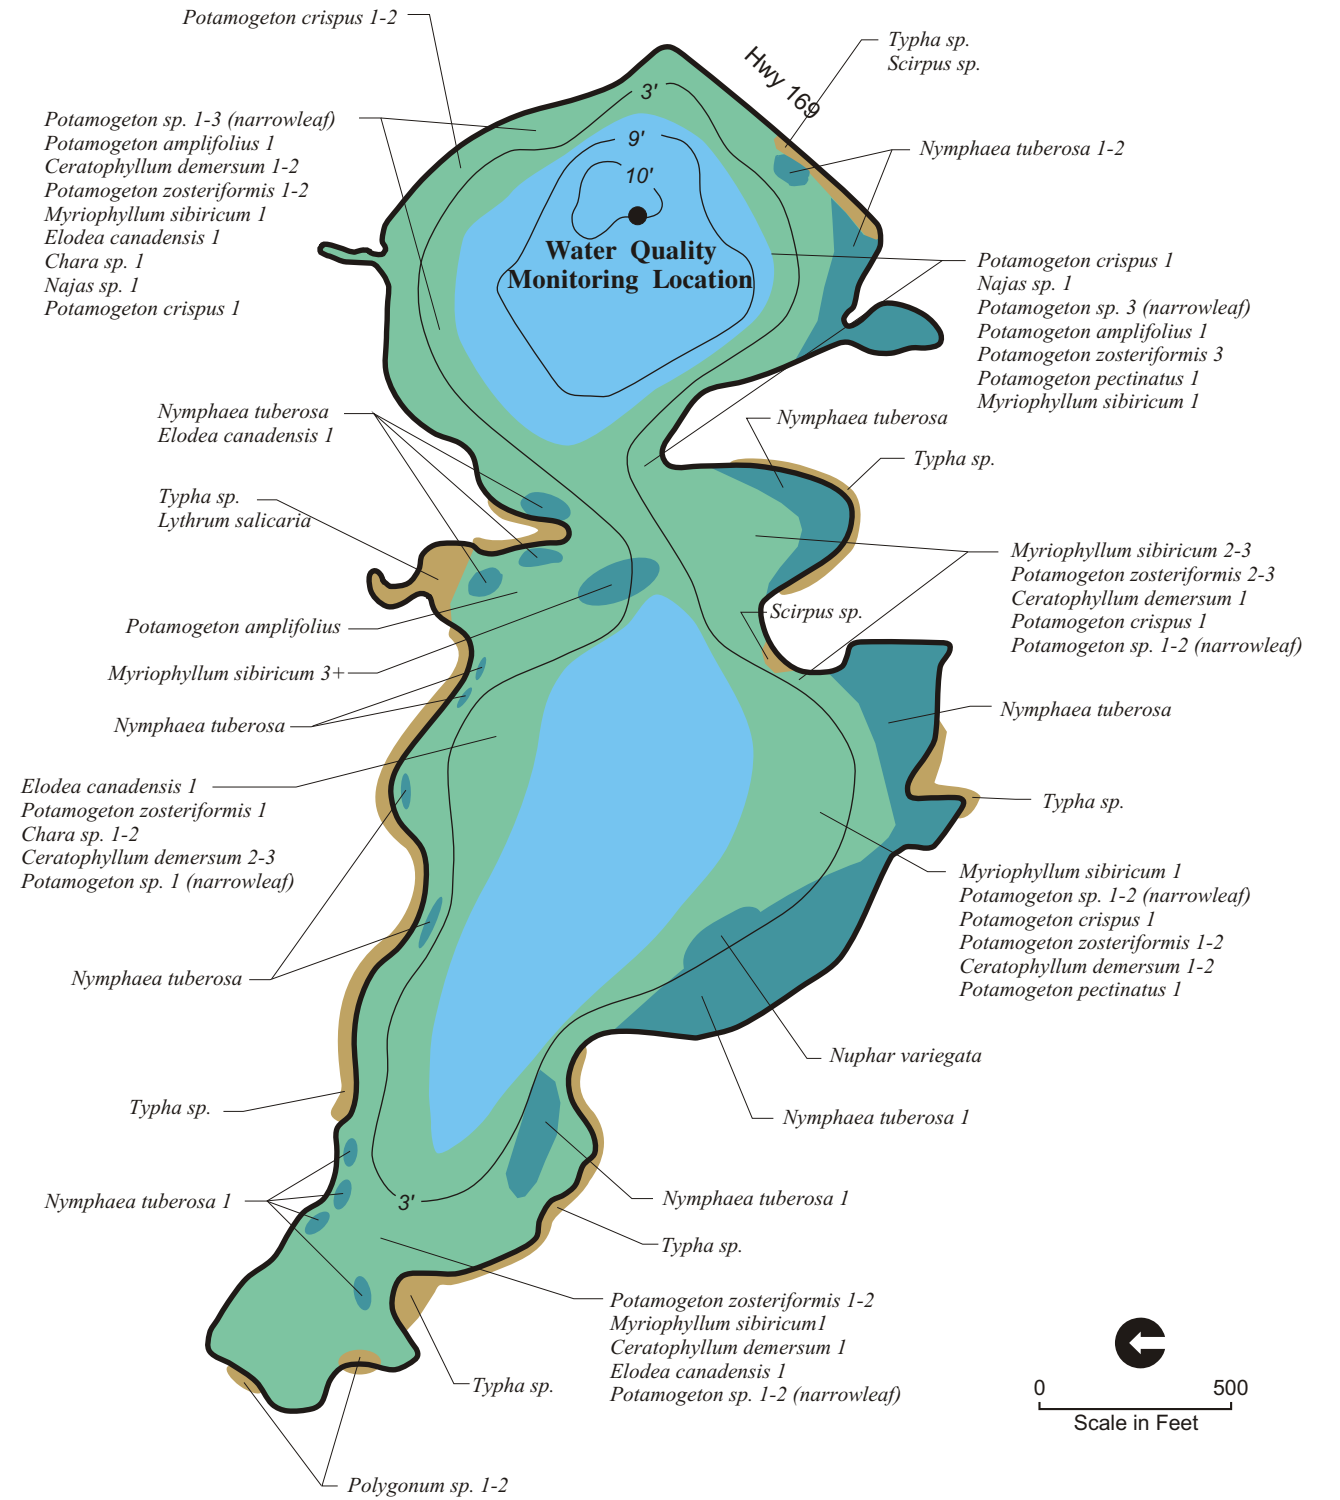 Potamogeton crispus 1-2
Typha sp.
Scirpus sp.
Hwy 169
3'
Potamogeton sp. 1-3 (narrowleaf)
Potamogeton amplifolius 1
Ceratophyllum demersum 1-2
Potamogeton zosteriformis 1-2
Myriophyllum sibiricum 1
Elodea canadensis 1
Chara sp. 1
Najas sp. 1
Potamogeton crispus 1
9'
10'
Water Quality
Monitoring Location
Nymphaea tuberosa 1-2
Potamogeton crispus 1
Najas sp. 1
Potamogeton sp. 3 (narrowleaf)
Potamogeton amplifolius 1
Potamogeton zosteriformis 3
Potamogeton pectinatus 1
Myriophyllum sibiricum 1
Nymphaea tuberosa
Elodea canadensis 1
Nymphaea tuberosa
Typha sp.
Typha sp.
Lythrum salicaria
Myriophyllum sibiricum 2-3
Potamogeton zosteriformis 2-3
Ceratophyllum demersum 1
Potamogeton crispus 1
Potamogeton sp. 1-2 (narrowleaf)
Scirpus sp.
Potamogeton amplifolius
Myriophyllum sibiricum 3+
Nymphaea tuberosa
Nymphaea tuberosa
Elodea canadensis 1
Potamogeton zosteriformis 1
Chara sp. 1-2
Ceratophyllum demersum 2-3
Potamogeton sp. 1 (narrowleaf)
Typha sp.
Myriophyllum sibiricum 1
Potamogeton sp. 1-2 (narrowleaf)
Potamogeton crispus 1
Potamogeton zosteriformis 1-2
Ceratophyllum demersum 1-2
Potamogeton pectinatus 1
Nymphaea tuberosa
Nuphar variegata
Typha sp.
Nymphaea tuberosa 1
Nymphaea tuberosa 1
3'
Nymphaea tuberosa 1
Typha sp.
Potamogeton zosteriformis 1-2
Myriophyllum sibiricum1
Ceratophyllum demersum 1
Elodea canadensis 1
Potamogeton sp. 1-2 (narrowleaf)
Typha sp.
Polygonum sp. 1-2
0 500
Scale in Feet